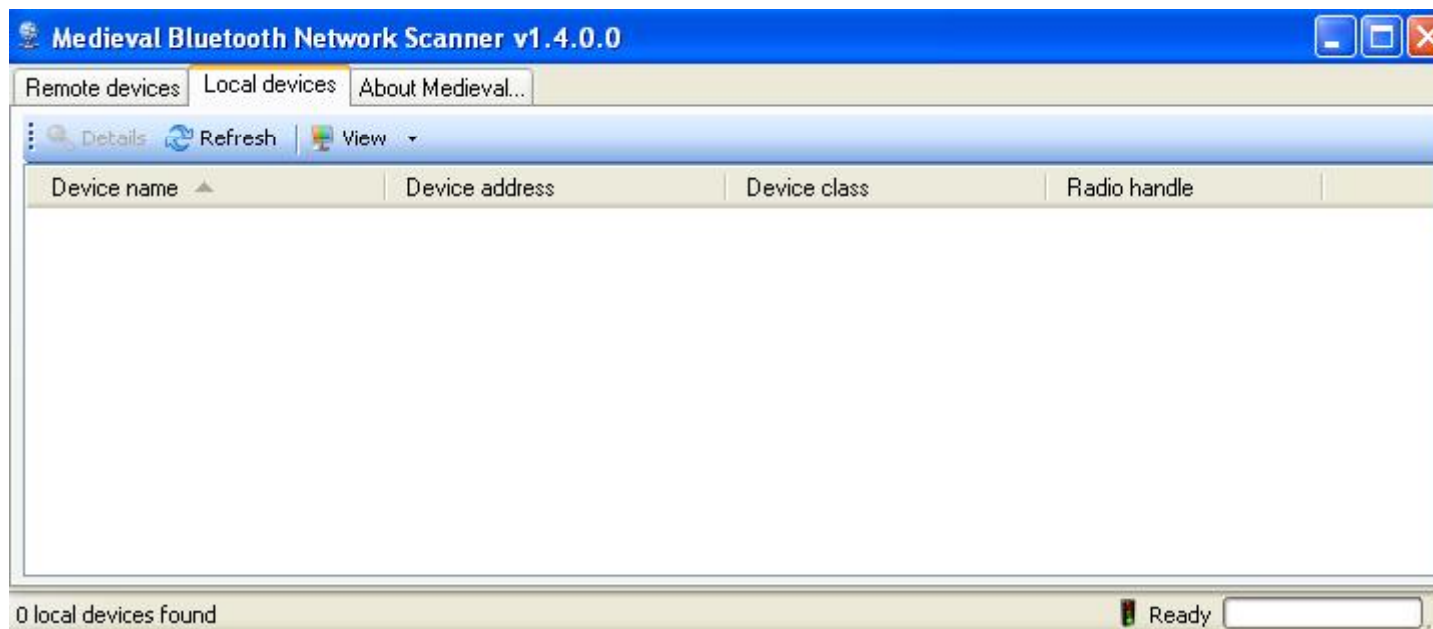 Medieval Bluetooth Network Scanner v1.4.0.0
Remote devices Local devices About Medieval...
Details Refresh View
Device name Device address Device class Radio handle
0 local devices found Ready